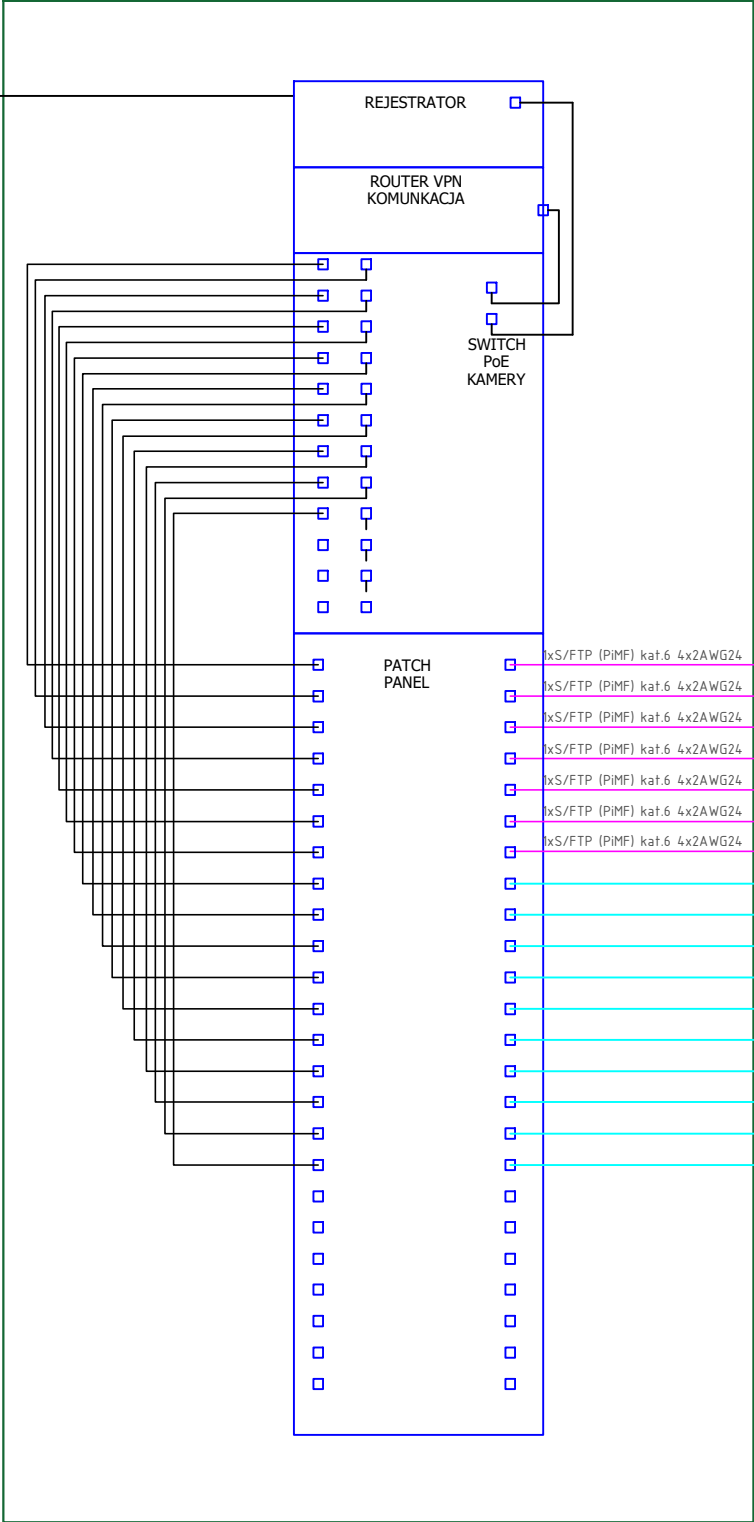 REJESTRATOR
ROUTER VPN
KOMUNKACJA
SWITCH
PoE
KAMERY
PATCH
PANEL
1xS/FTP (PiMF) kat.6 4x2AWG24
1xS/FTP (PiMF) kat.6 4x2AWG24
1xS/FTP (PiMF) kat.6 4x2AWG24
1xS/FTP (PiMF) kat.6 4x2AWG24
1xS/FTP (PiMF) kat.6 4x2AWG24
1xS/FTP (PiMF) kat.6 4x2AWG24
1xS/FTP (PiMF) kat.6 4x2AWG24